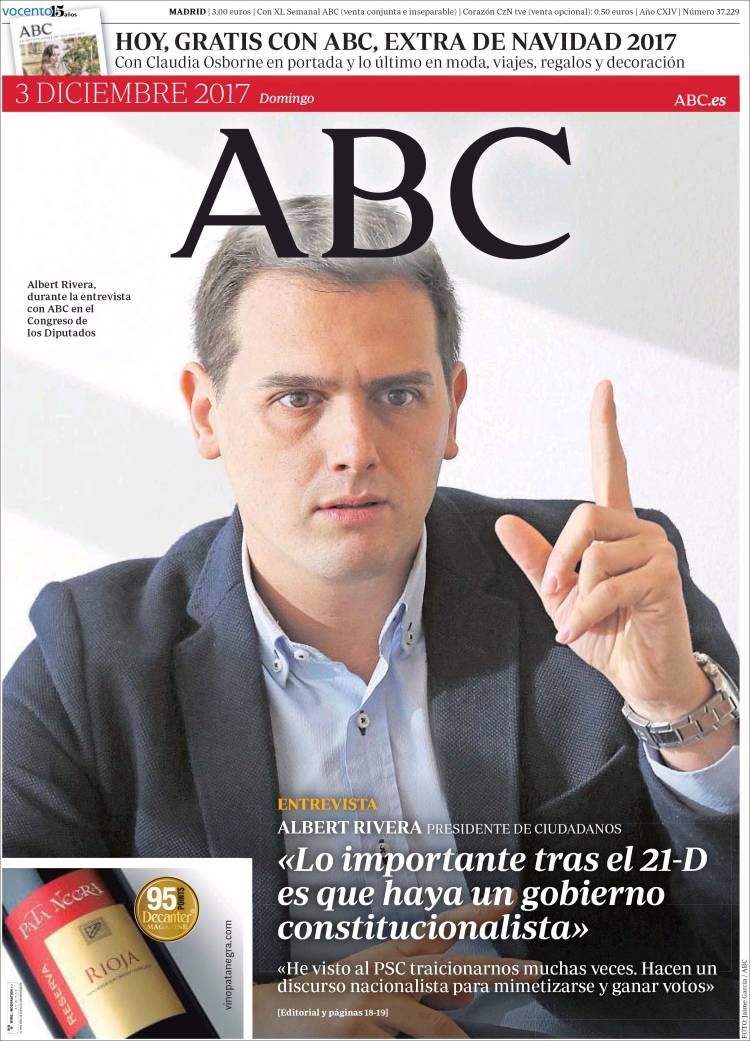 vocento 15 años
MADRID | 3,00 euros | Con XL Semanal ABC (venta conjunta e inseparable) | Corazón CzN tve (venta opcional): 0,50 euros | Año CXIV | Número 37.229
ABC
HOY, GRATIS CON ABC, EXTRA DE NAVIDAD 2017
Con Claudia Osborne en portada y lo último en moda, viajes, regalos y decoración
3 DICIEMBRE 2017 Domingo
ABC.es
ABC
Albert Rivera,
durante la entrevista
con ABC en el
Congreso de
los Diputados
ENTREVISTA
ALBERT RIVERA PRESIDENTE DE CIUDADANOS
«Lo importante tras el 21-D
es que haya un gobierno
constitucionalista»
«He visto al PSC traicionarnos muchas veces. Hacen un
discurso nacionalista para mimetizarse y ganar votos»
[Editorial y páginas 18-19]
PATA NEGRA
RIOJA
RESERVA
95 POINTS
Decanter
MAGAZINE
vinopatanegra.com
FOTO: Jaime García / ABC